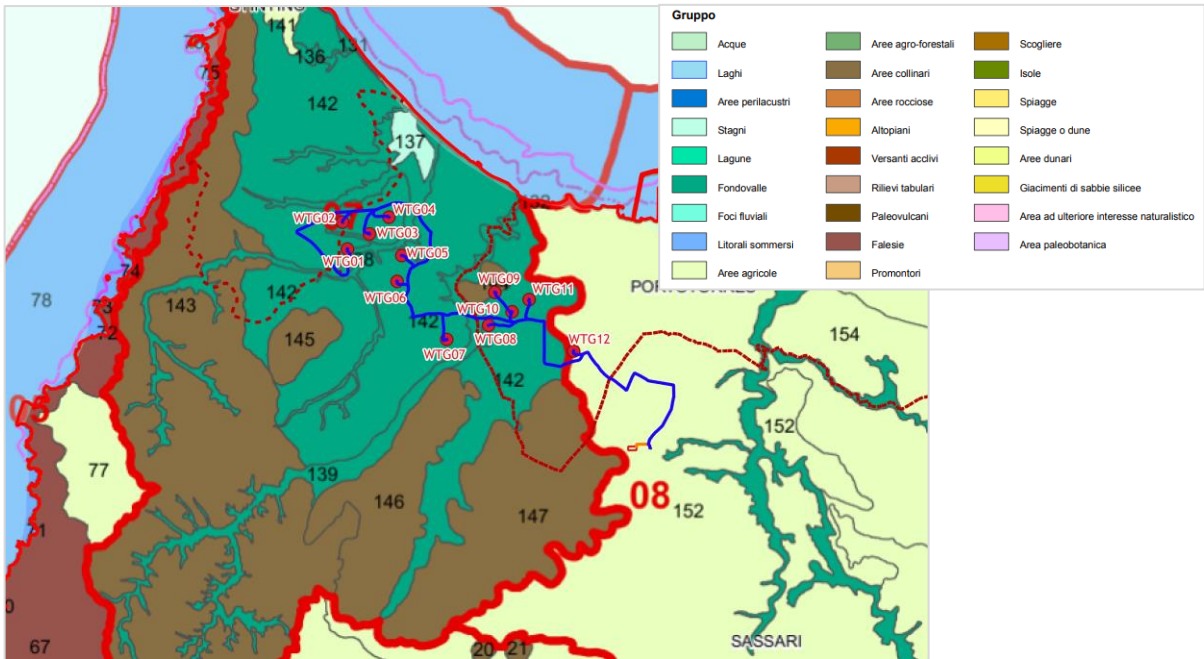 STINTINO
141
131
136
75
142
137
WTG02
WTG04
WTG03
WTG05
WTG01
WTG06
WTG09
WTG11
WTG10
WTG08
WTG07
WTG12
142
142
142
78
74
73
72
143
145
77
139
146
147
08
152
152
154
67
20
21
SASSARI
Gruppo
Acque
Laghi
Aree perilacustri
Stagni
Lagune
Fondovalle
Foci fluviali
Litorali sommersi
Aree agricole
Aree agro-forestali
Aree collinari
Aree rocciose
Altopiani
Versanti acclivi
Rilievi tabulari
Paleovulcani
Falesie
Promontori
Scogliere
Isole
Spiagge
Spiagge o dune
Aree dunari
Giacimenti di sabbie silicee
Area ad ulteriore interesse naturalistico
Area paleobotanica